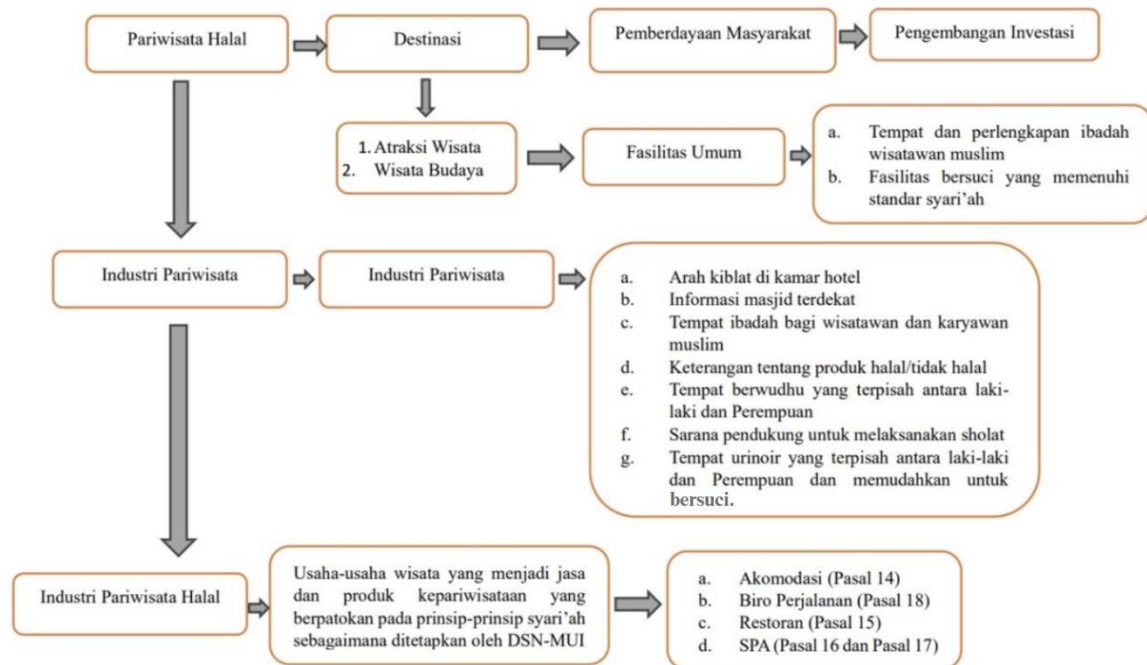 Pariwisata Halal
Destinasi
Pemberdayaan Masyarakat
Pengembangan Investasi
1. Atraksi Wisata
2. Wisata Budaya
Fasilitas Umum
a. Tempat dan perlengkapan ibadah
wisatawan muslim
b. Fasilitas bersuci yang memenuhi
standar syari’ah
Industri Pariwisata
Industri Pariwisata
a. Arah kiblat di kamar hotel
b. Informasi masjid terdekat
c. Tempat ibadah bagi wisatawan dan karyawan
muslim
d. Keterangan tentang produk halal/tidak halal
e. Tempat berwudhu yang terpisah antara laki-
laki dan Perempuan
f. Sarana pendukung untuk melaksanakan sholat
g. Tempat urinoir yang terpisah antara laki-laki
dan Perempuan dan memudahkan untuk
bersuci.
Industri Pariwisata Halal
Usaha-usaha wisata yang menjadi jasa
dan produk kepariwisataan yang
berpatokan pada prinsip-prinsip syari’ah
sebagaimana ditetapkan oleh DSN-MUI
a. Akomodasi (Pasal 14)
b. Biro Perjalanan (Pasal 18)
c. Restoran (Pasal 15)
d. SPA (Pasal 16 dan Pasal 17)